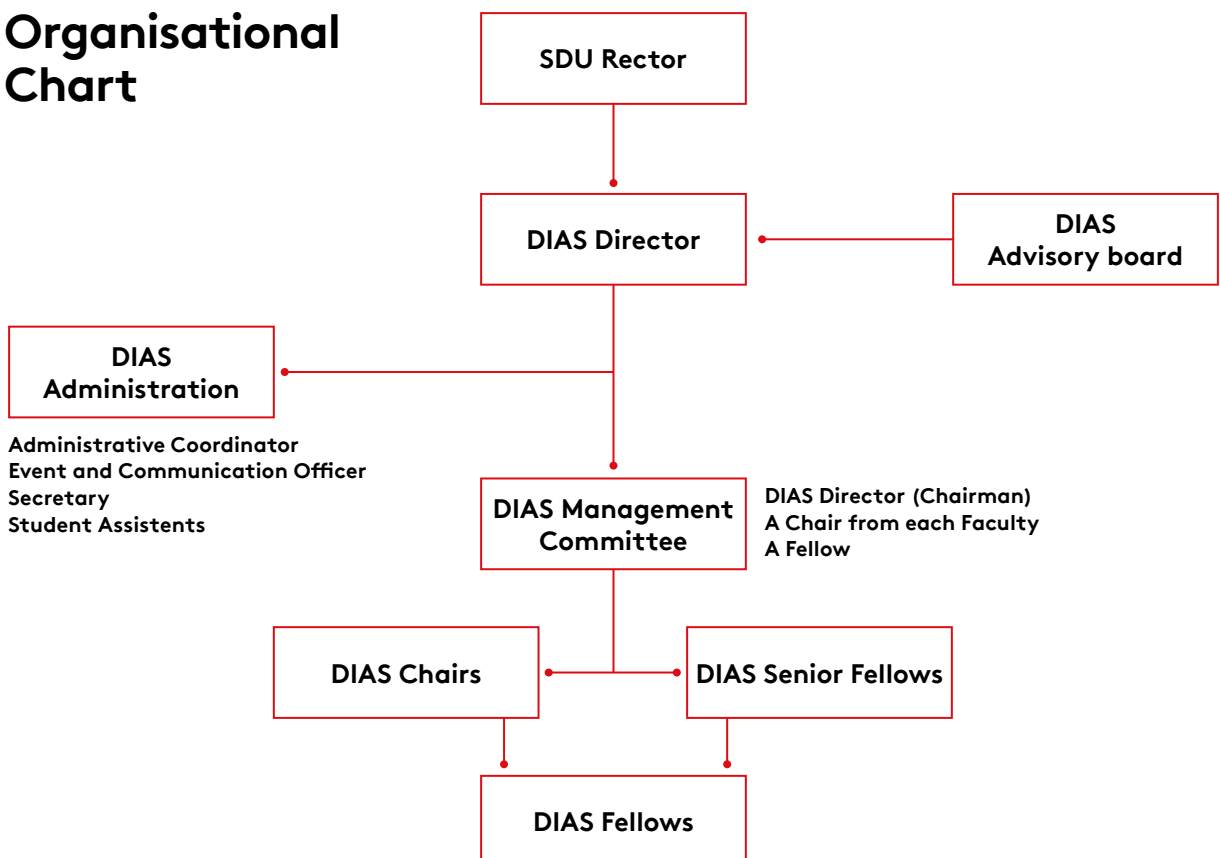 Organisational
Chart
SDU Rector
DIAS Director
DIAS
Advisory board
DIAS
Administration
Administrative Coordinator
Event and Communication Officer
Secretary
Student Assistents
DIAS Management
Committee
DIAS Director (Chairman)
A Chair from each Faculty
A Fellow
DIAS Chairs
DIAS Senior Fellows
DIAS Fellows